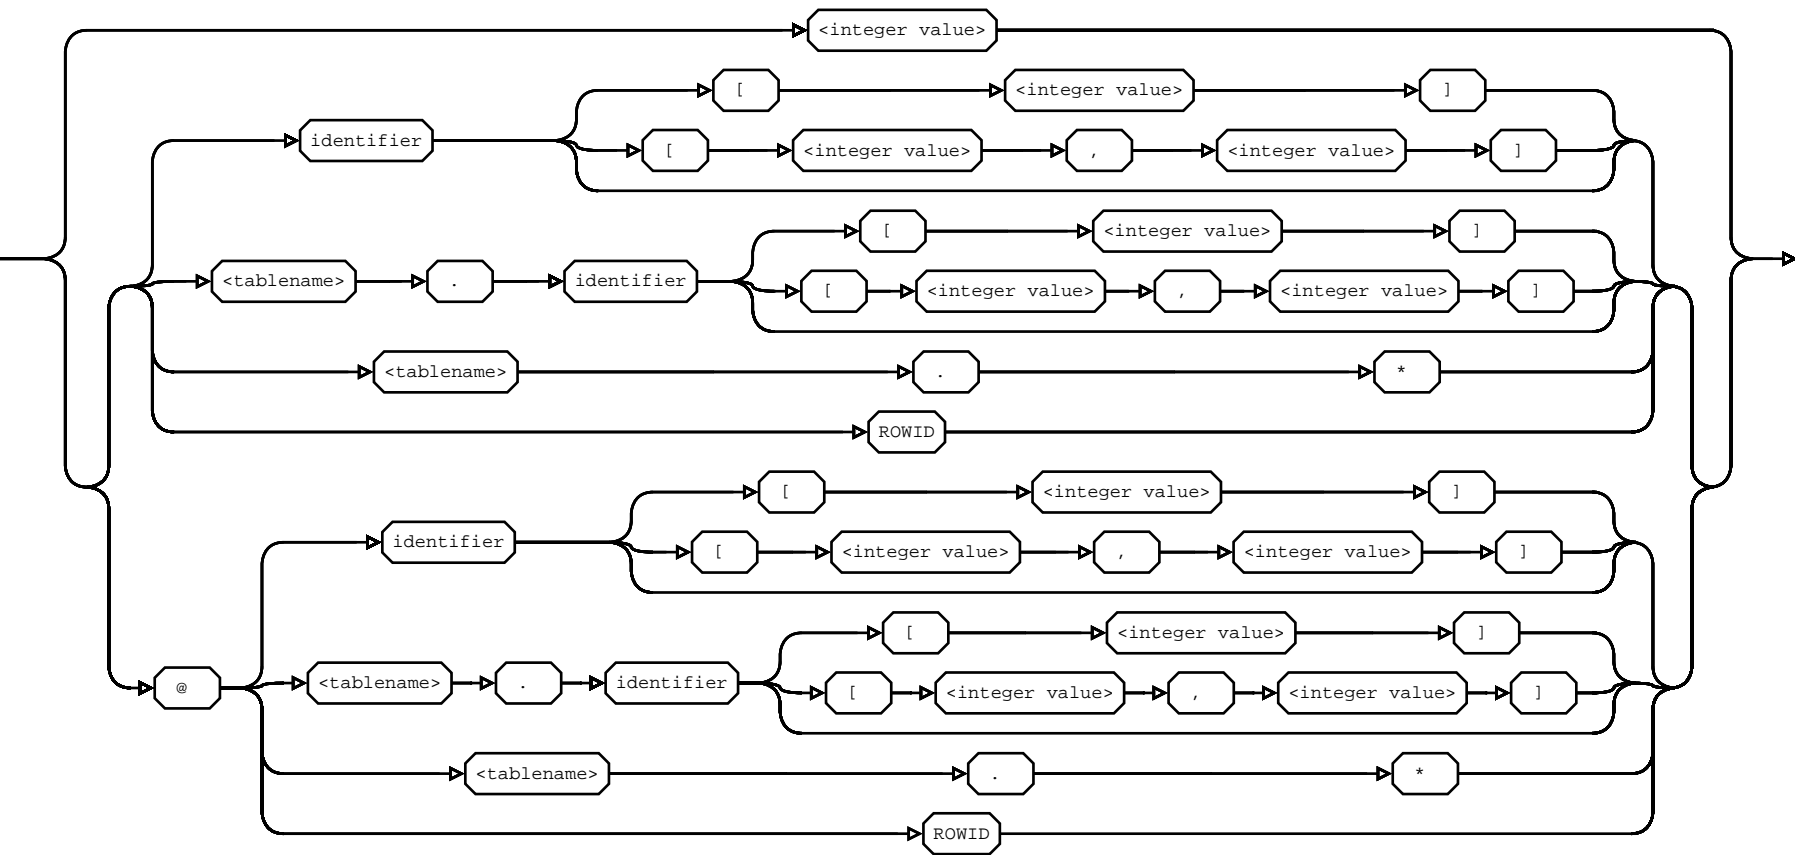 <integer value>
[ <integer value> ]
identifier
[ <integer value> , <integer value> ]
[ <integer value> ]
<tablename> . identifier
[ <integer value> , <integer value> ]
<tablename> . *
ROWID
[ <integer value> ]
identifier
[ <integer value> , <integer value> ]
[ <integer value> ]
@ <tablename> . identifier
[ <integer value> , <integer value> ]
<tablename> . *
ROWID